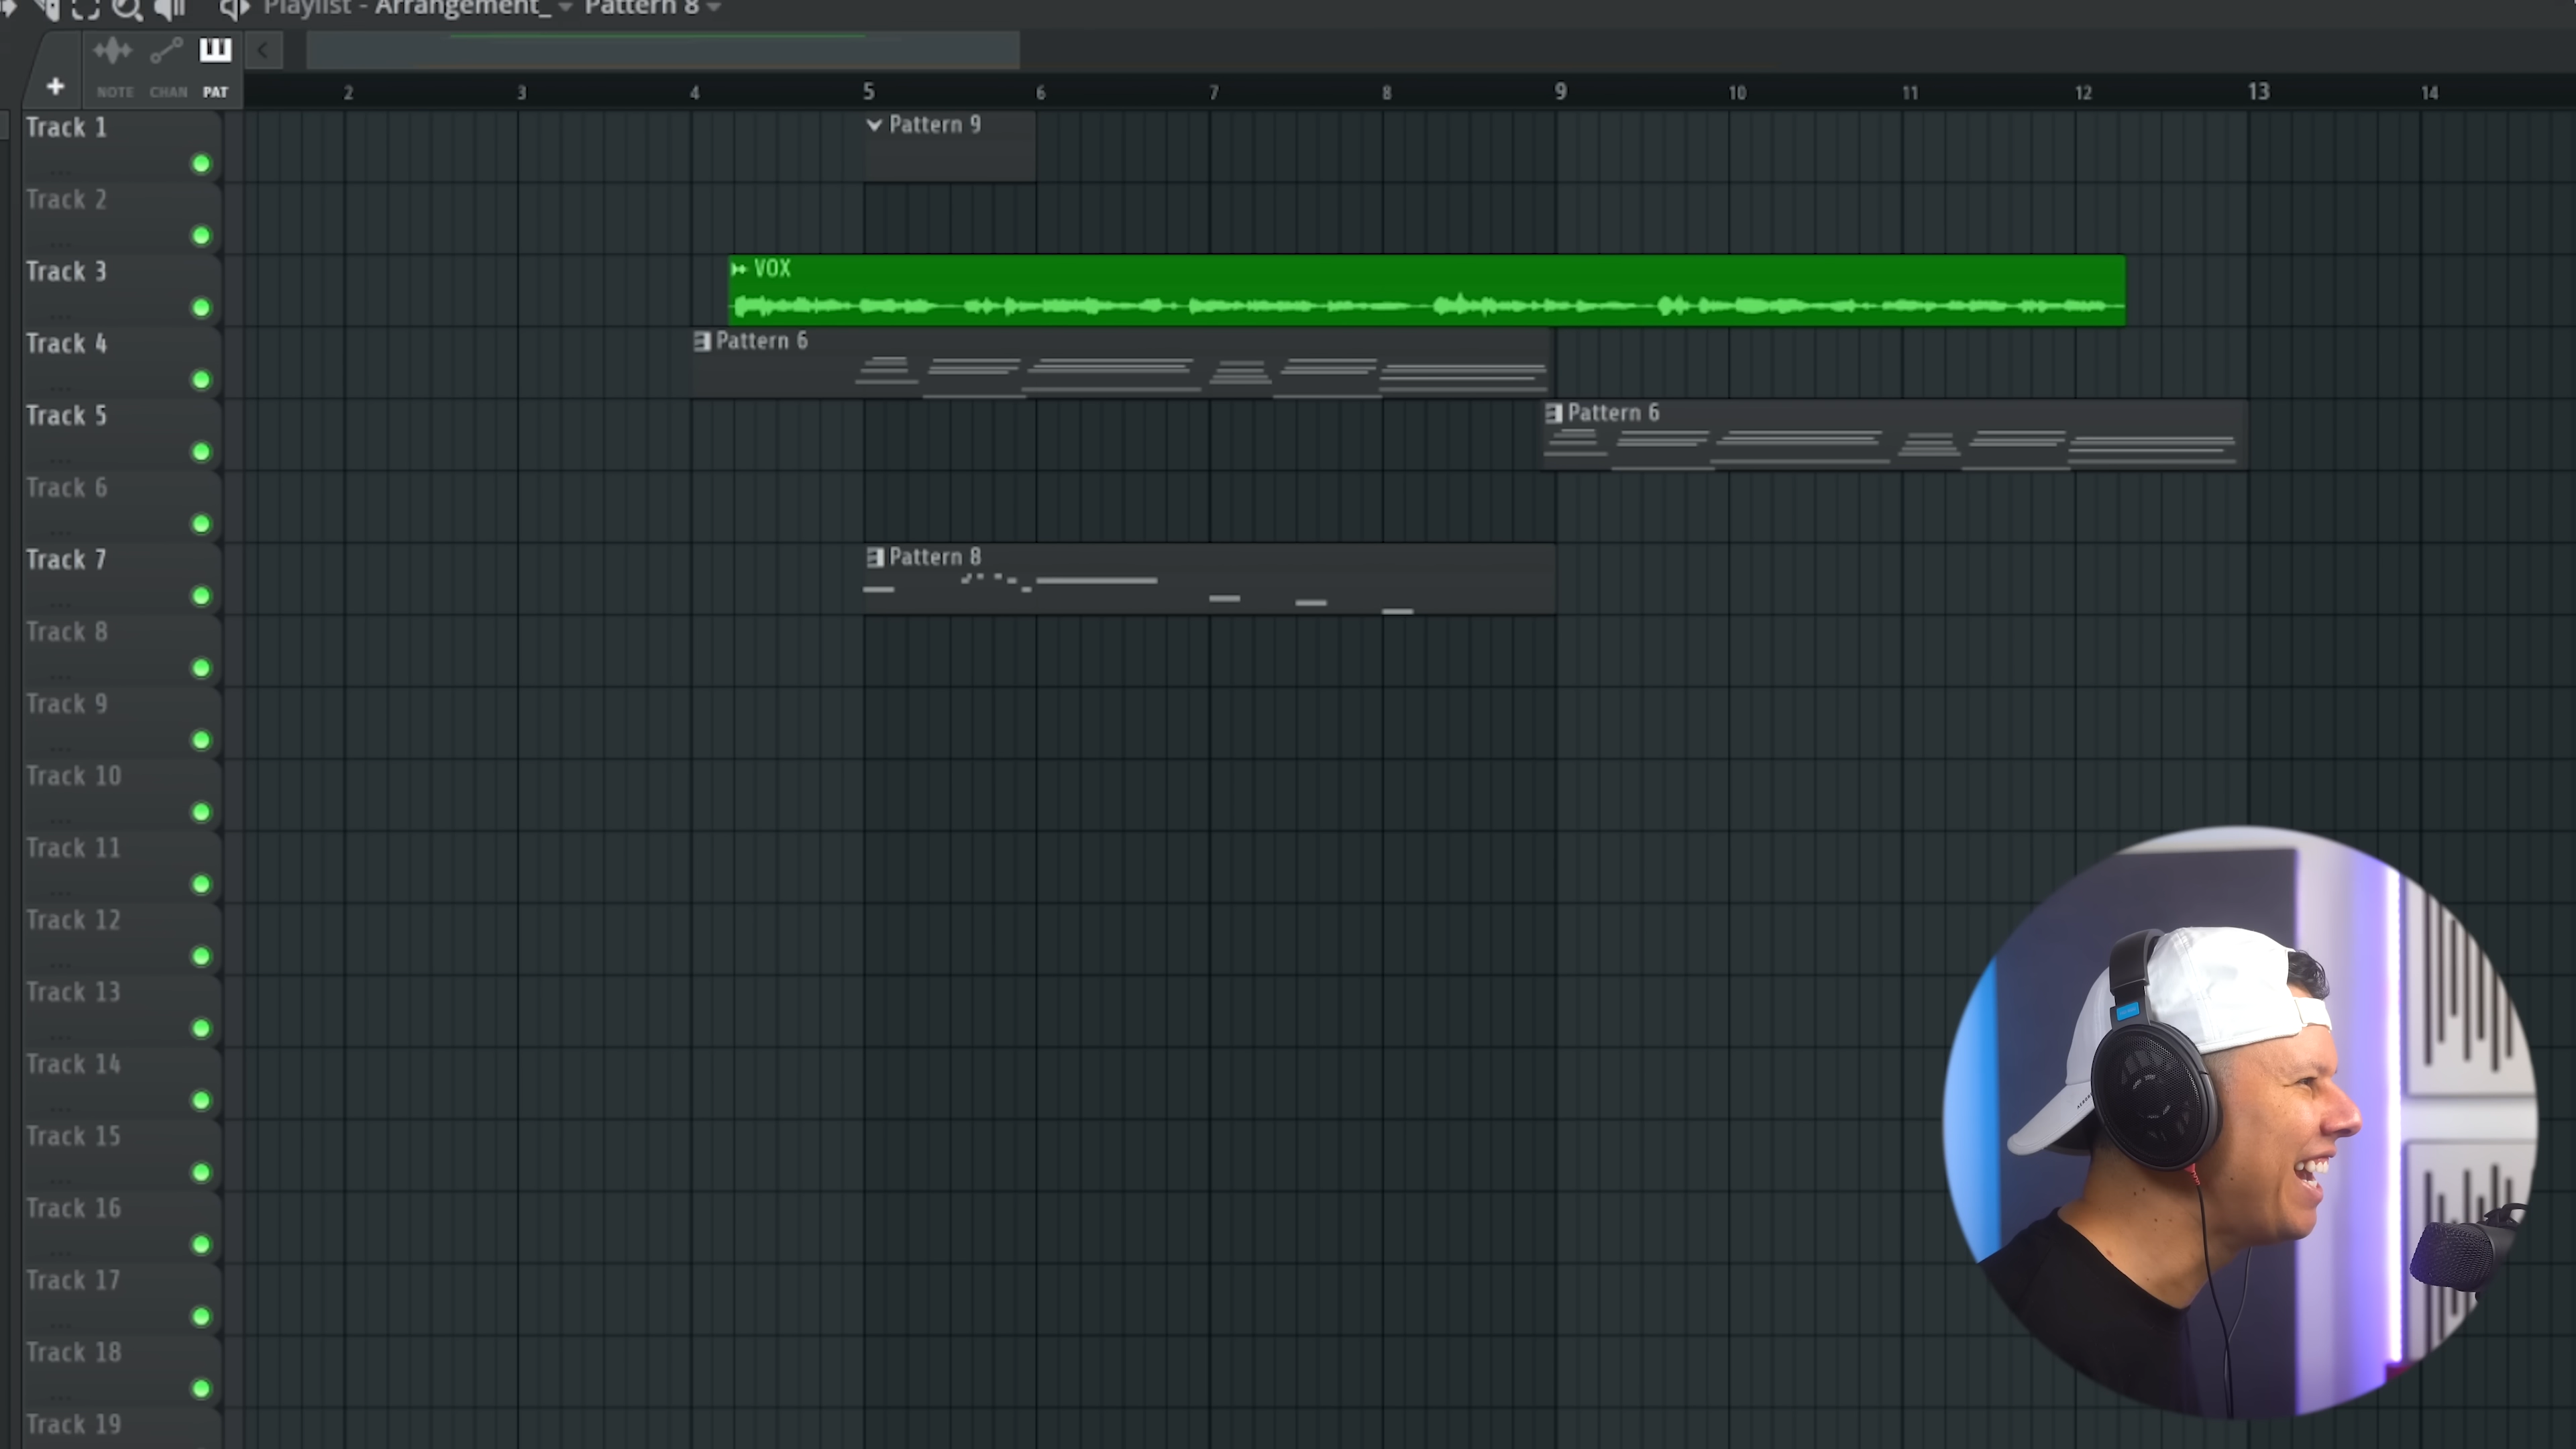 Playlist - Arrangement_ Pattern 8
NOTE CHAN PAT
2 3 4 5 6 7 8 9 10 11 12 13 14
Track 1
Pattern 9
Track 2
Track 3
VOX
Track 4
Pattern 6
Track 5
Pattern 6
Track 6
Track 7
Pattern 8
Track 8
Track 9
Track 10
Track 11
Track 12
Track 13
Track 14
Track 15
Track 16
Track 17
Track 18
Track 19